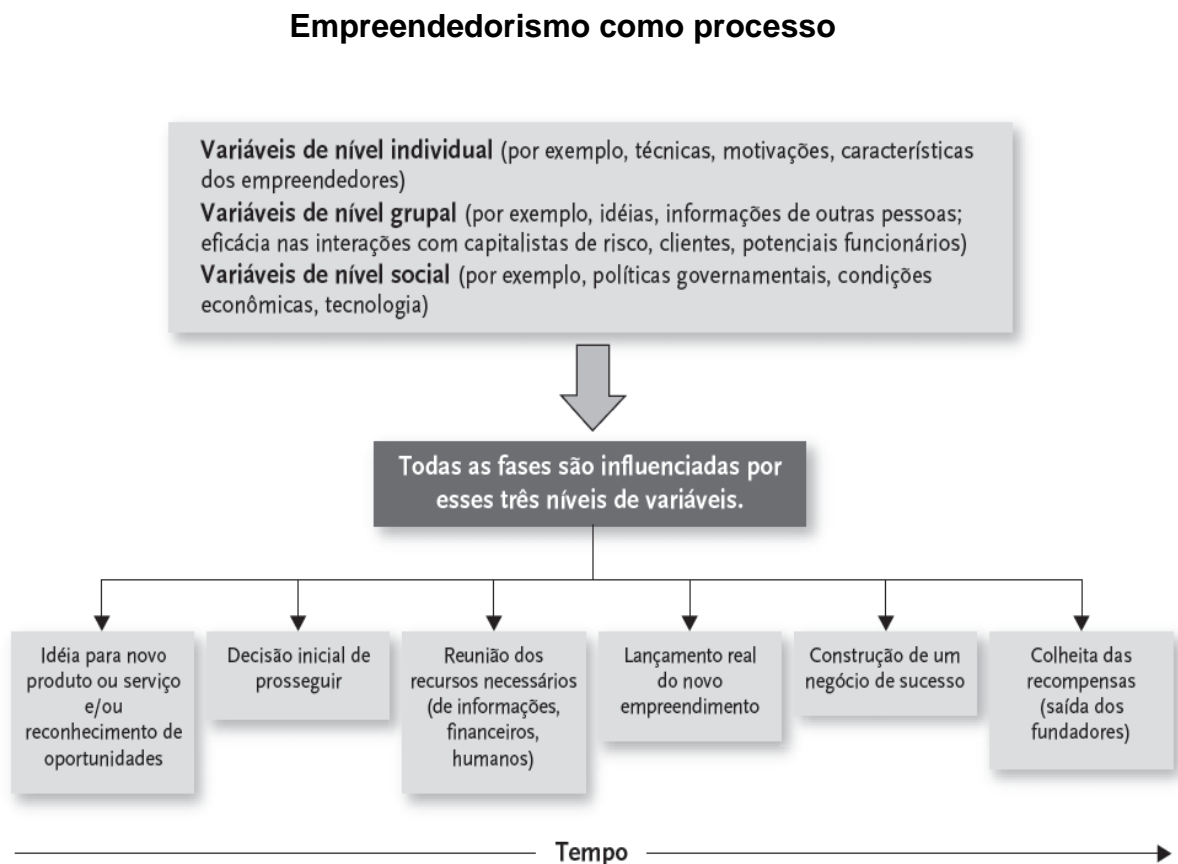 Empreendedorismo como processo
Variáveis de nível individual (por exemplo, técnicas, motivações, características
dos empreendedores)
Variáveis de nível grupal (por exemplo, idéias, informações de outras pessoas;
eficácia nas interações com capitalistas de risco, clientes, potenciais funcionários)
Variáveis de nível social (por exemplo, políticas governamentais, condições
econômicas, tecnologia)
Todas as fases são influenciadas por
esses três níveis de variáveis.
Idéia para novo
produto ou serviço
e/ou
reconhecimento de
oportunidades
Decisão inicial de
prosseguir
Reunião dos
recursos necessários
(de informações,
financeiros,
humanos)
Lançamento real
do novo
empreendimento
Construção de um
negócio de sucesso
Colheita das
recompensas
(saída dos
fundadores)
Tempo